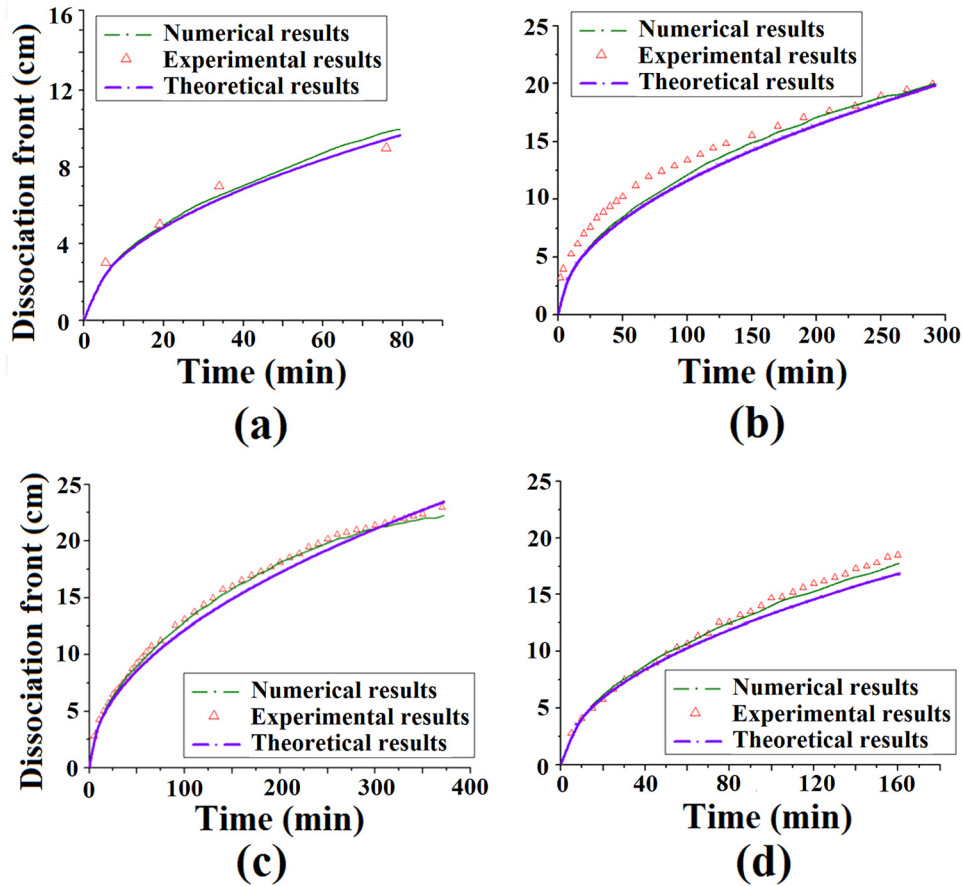 Dissociation front (cm)
16
12
8
4
0
Numerical results
Experimental results
Theoretical results
0 20 40 60 80
Time (min)
(a)
25
20
15
10
5
0
Numerical results
Experimental results
Theoretical results
0 50 100 150 200 250 300
Time (min)
(b)
Dissociation front (cm)
25
20
15
10
5
0
Numerical results
Experimental results
Theoretical results
0 100 200 300 400
Time (min)
(c)
25
20
15
10
5
0
Numerical results
Experimental results
Theoretical results
0 40 80 120 160
Time (min)
(d)